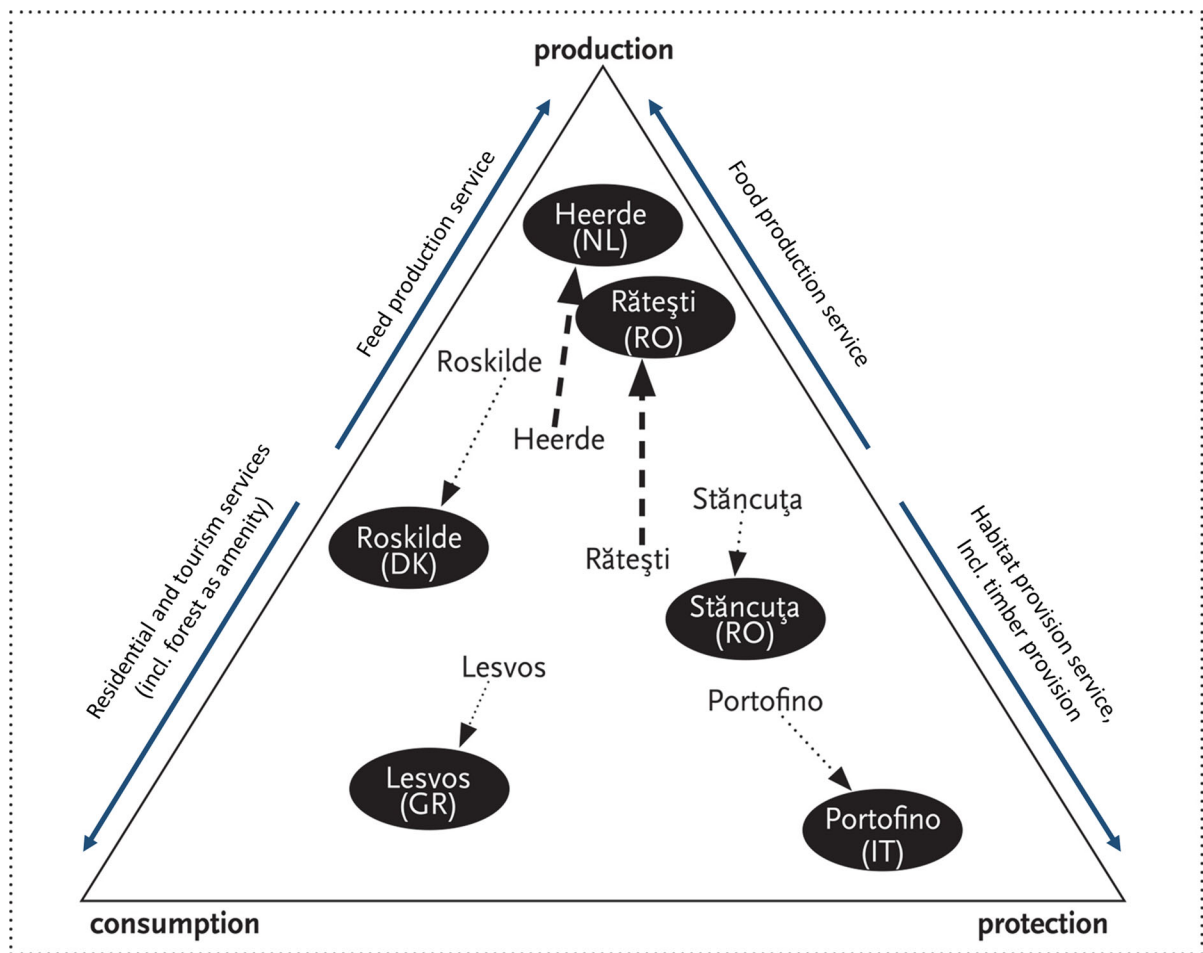 production
Feed production service
Food production service
Heerde
(NL)
Răteşti
(RO)
Roskilde
Heerde
Stăncuţa
Roskilde
(DK)
Răteşti
Stăncuţa
(RO)
Residential and tourism services
(incl. forest as amenity)
Habitat provision service,
Incl. timber provision
Lesvos
Portofino
Lesvos
(GR)
Portofino
(IT)
consumption
protection